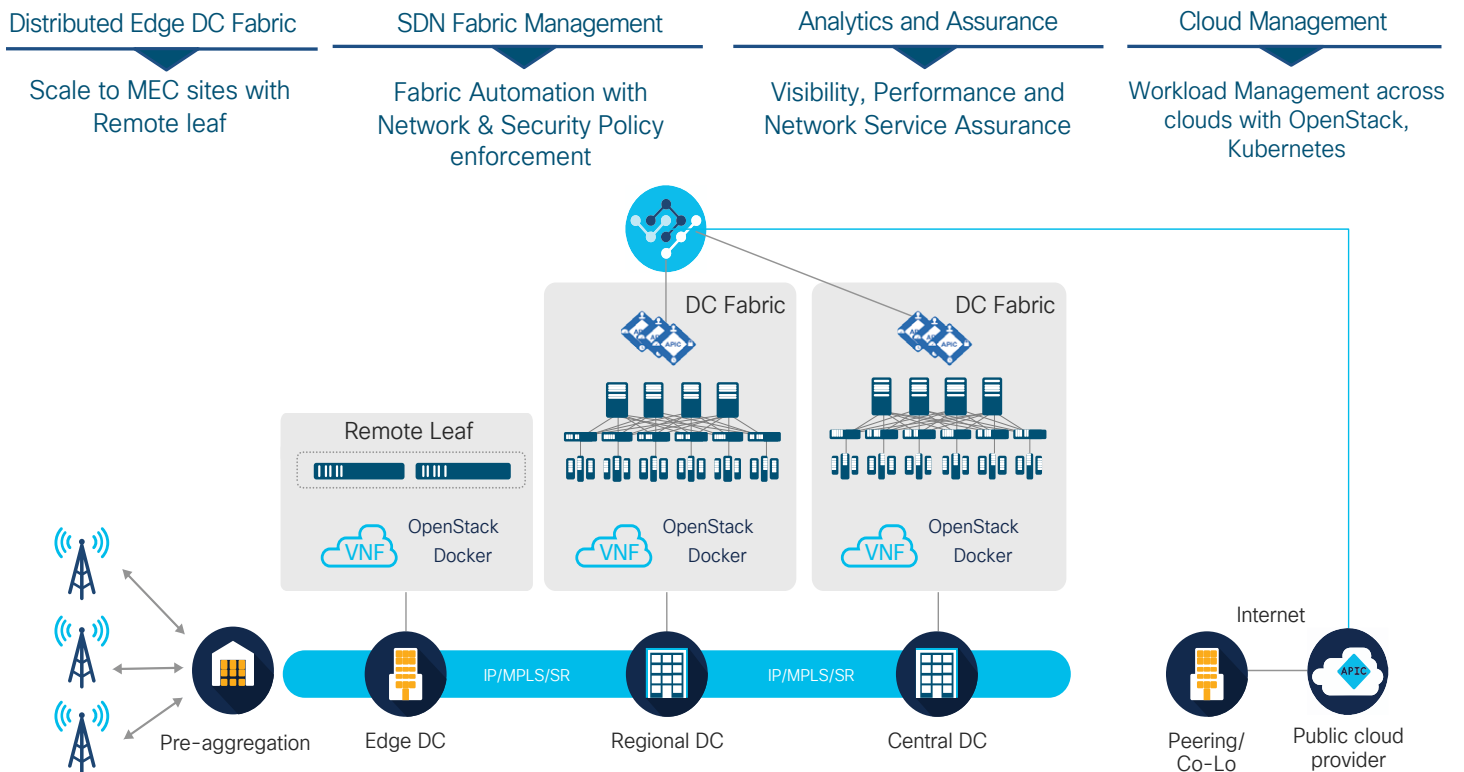 Distributed Edge DC Fabric
SDN Fabric Management
Analytics and Assurance
Cloud Management
Scale to MEC sites with
Remote leaf
Fabric Automation with
Network & Security Policy
enforcement
Visibility, Performance and
Network Service Assurance
Workload Management across
clouds with OpenStack,
Kubernetes
DC Fabric
APIC
DC Fabric
APIC
Remote Leaf
VNF
OpenStack
Docker
VNF
OpenStack
Docker
VNF
OpenStack
Docker
Internet
IP/MPLS/SR
IP/MPLS/SR
APIC
Pre-aggregation
Edge DC
Regional DC
Central DC
Peering/
Co-Lo
Public cloud
provider